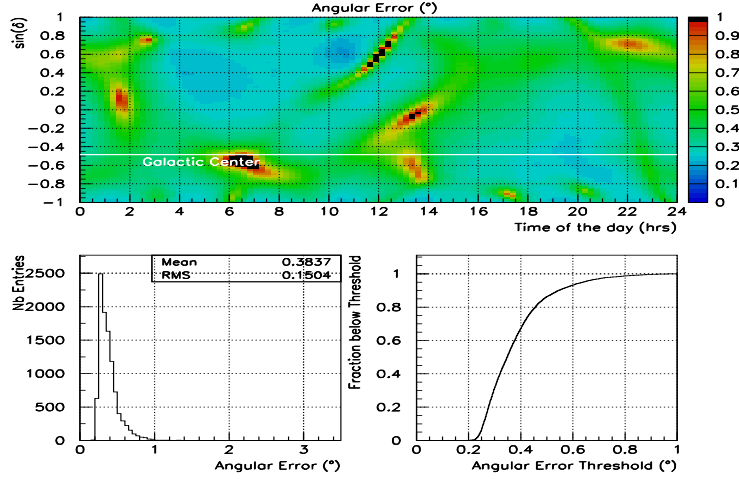 Angular Error (°)
sin(δ)
1
0.8
0.6
0.4
0.2
0
−0.2
−0.4
−0.6
−0.8
−1
Galactic Center
0 2 4 6 8 10 12 14 16 18 20 22 24
Time of the day (hrs)
1
0.9
0.8
0.7
0.6
0.5
0.4
0.3
0.2
0.1
0
Nb Entries
Mean 0.3837
RMS 0.1504
2500
2000
1500
1000
500
0
0 1 2 3
Angular Error (°)
Fraction below Threshold
1
0.8
0.6
0.4
0.2
0
0 0.2 0.4 0.6 0.8 1
Angular Error Threshold (°)